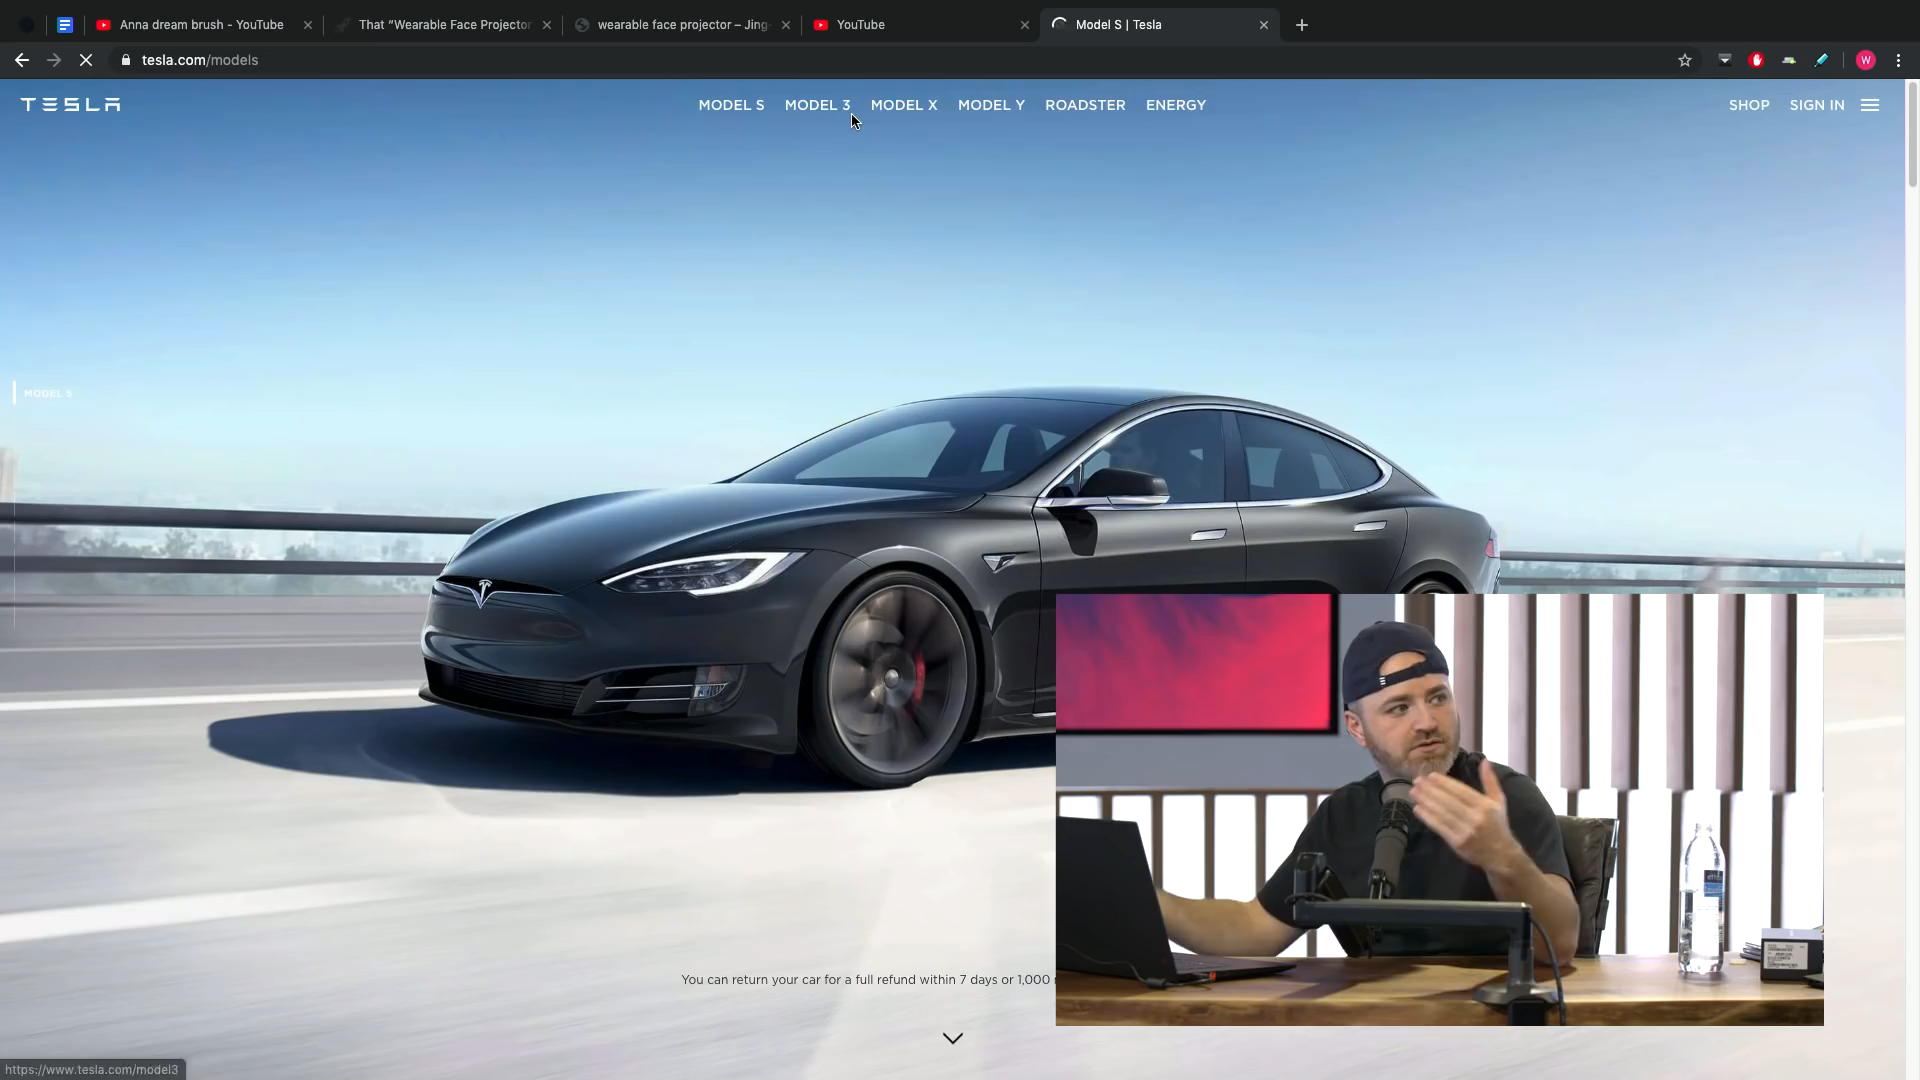 Anna dream brush - YouTube
That "Wearable Face Projector
wearable face projector – Jing
YouTube
Model S | Tesla
tesla.com/models
W
TESLA
MODEL S
MODEL 3
MODEL X
MODEL Y
ROADSTER
ENERGY
SHOP
SIGN IN
MODEL S
You can return your car for a full refund within 7 days or 1,000
https://www.tesla.com/model3